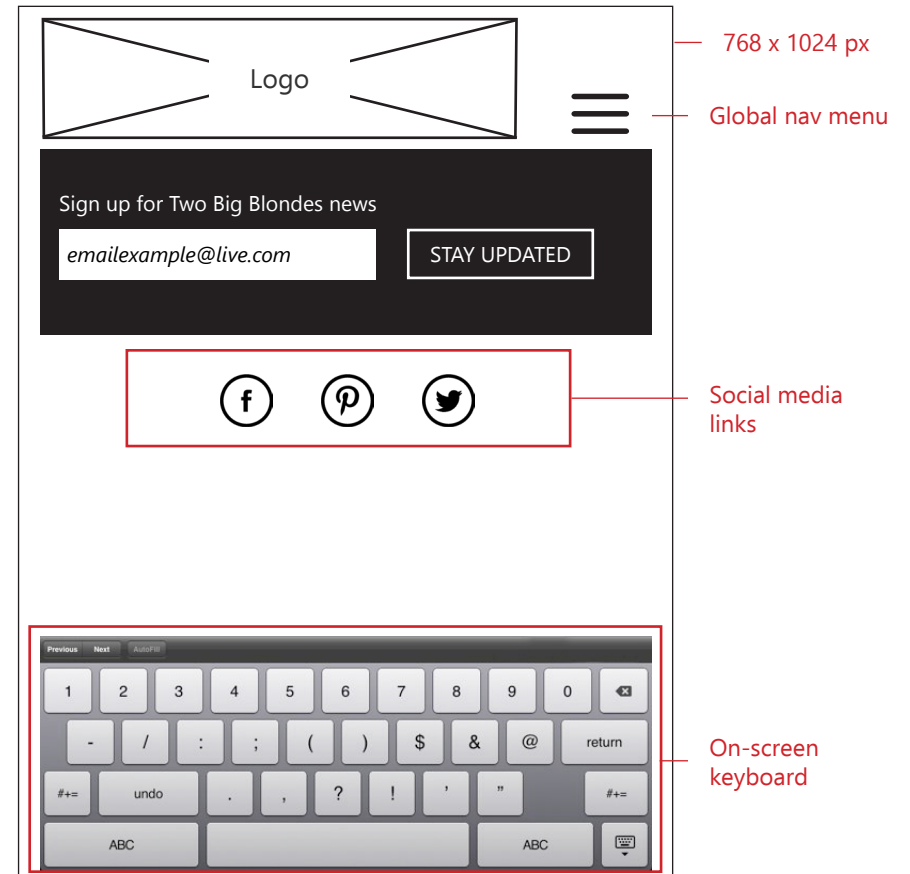 768 x 1024 px
Logo
Global nav menu
Sign up for Two Big Blondes news
emailexample@live.com
STAY UPDATED
Social media
links
Previous Next AutoFill
1 2 3 4 5 6 7 8 9 0
- / : ; ( ) $ & @ return
On-screen
keyboard
#+= undo . , ? ! ' " #+=
ABC ABC